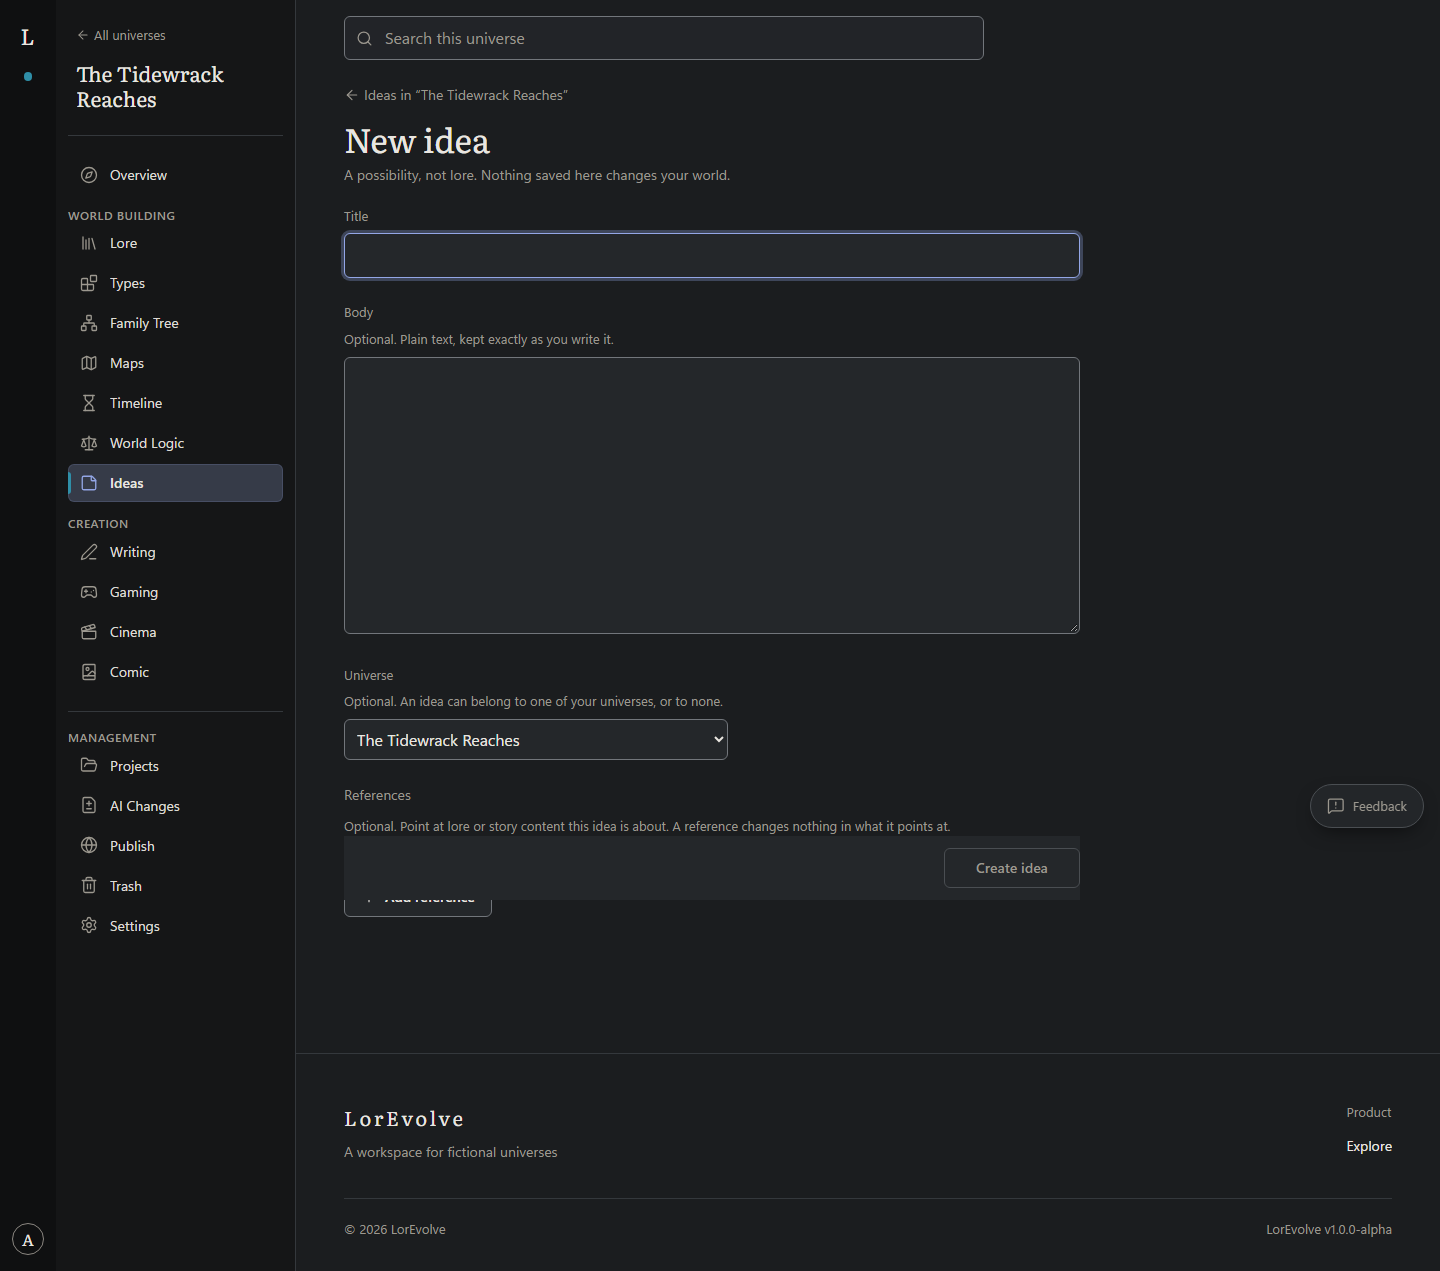 L
← All universes
The Tidewrack
Reaches
Overview
WORLD BUILDING
Lore
Types
Family Tree
Maps
Timeline
World Logic
Ideas
CREATION
Writing
Gaming
Cinema
Comic
MANAGEMENT
Projects
AI Changes
Publish
Trash
Settings
A
Search this universe
← Ideas in “The Tidewrack Reaches”
New idea
A possibility, not lore. Nothing saved here changes your world.
Title
Body
Optional. Plain text, kept exactly as you write it.
Universe
Optional. An idea can belong to one of your universes, or to none.
The Tidewrack Reaches
References
Optional. Point at lore or story content this idea is about. A reference changes nothing in what it points at.
Create idea
Add reference
Feedback
LorEvolve
A workspace for fictional universes
Product
Explore
© 2026 LorEvolve
LorEvolve v1.0.0-alpha